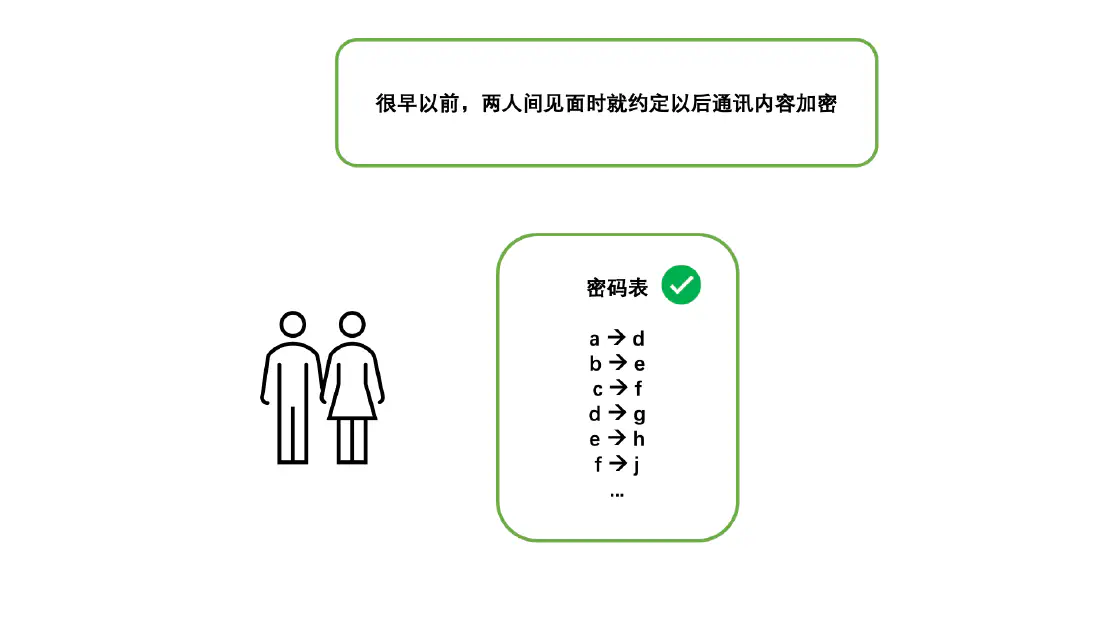 很早以前，两人间见面时就约定以后通讯内容加密
密码表
a → d
b → e
c → f
d → g
e → h
f → j
...